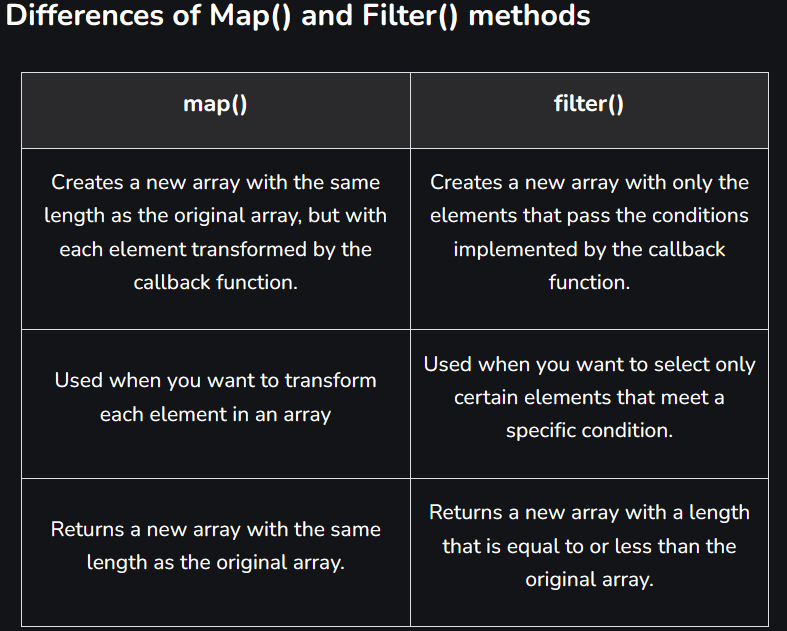 Differences of Map() and Filter() methods
map()
filter()
Creates a new array with the same
length as the original array, but with
each element transformed by the
callback function.
Creates a new array with only the
elements that pass the conditions
implemented by the callback
function.
Used when you want to transform
each element in an array
Used when you want to select only
certain elements that meet a
specific condition.
Returns a new array with the same
length as the original array.
Returns a new array with a length
that is equal to or less than the
original array.